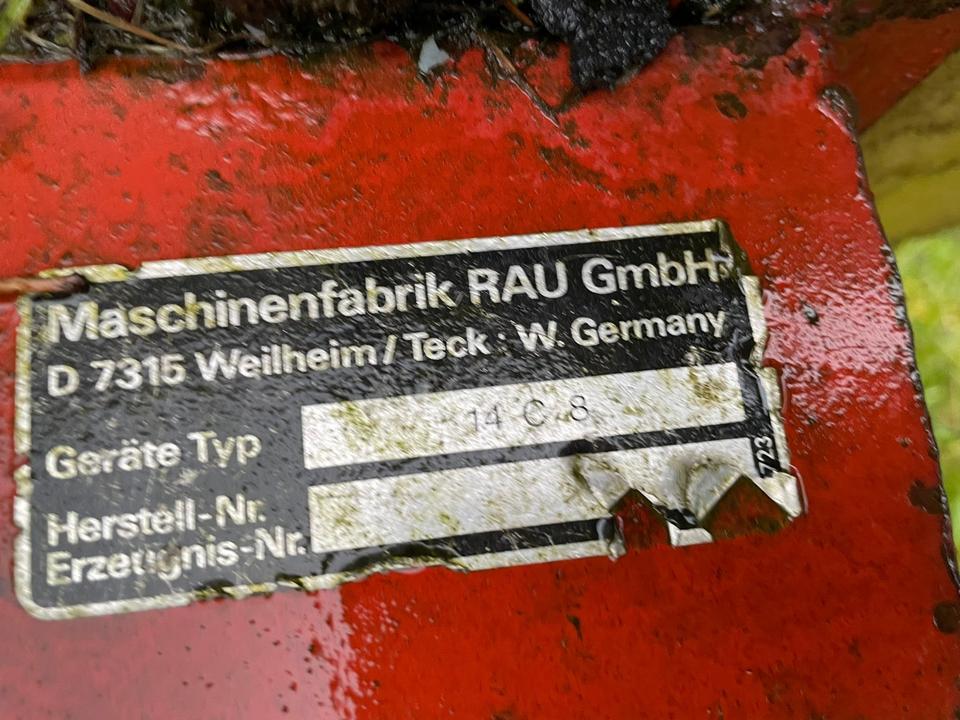 Maschinenfabrik RAU GmbH
D 7315 Weilheim/Teck : W. Germany
Geräte Typ 14 C 8
Herstell-Nr.
Erzeugnis-Nr.
723